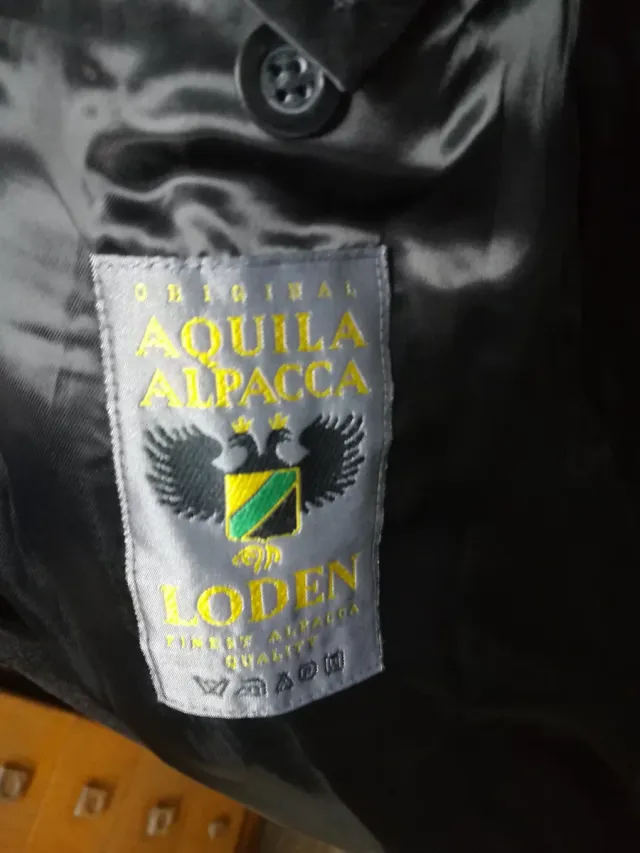 ORIGINAL
AQUILA
ALPACCA
LODEN
FINEST ALPACCA
QUALITY